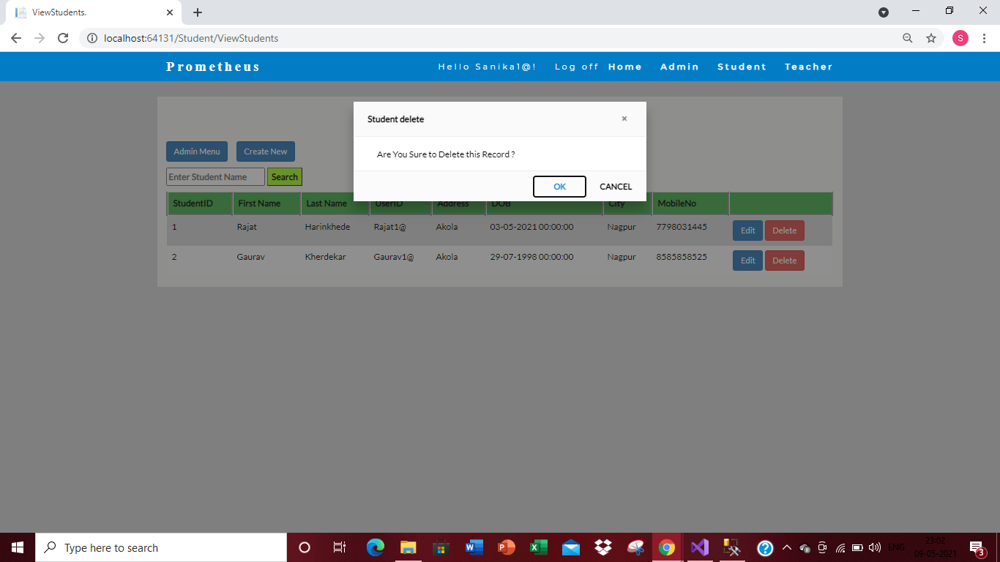 ViewStudents.
localhost:64131/Student/ViewStudents
S
Prometheus Hello Sanika1@! Log off Home Admin Student Teacher
Student delete ×
Are You Sure to Delete this Record ?
OK CANCEL
Admin Menu Create New
Enter Student Name Search
StudentID First Name Last Name UserID Address DOB City MobileNo
1 Rajat Harinkhede Rajat1@ Akola 03-05-2021 00:00:00 Nagpur 7798031445 Edit Delete
2 Gaurav Kherdekar Gaurav1@ Akola 29-07-1998 00:00:00 Nagpur 8585858525 Edit Delete
Type here to search
ENG
23:02
09-05-2021
3